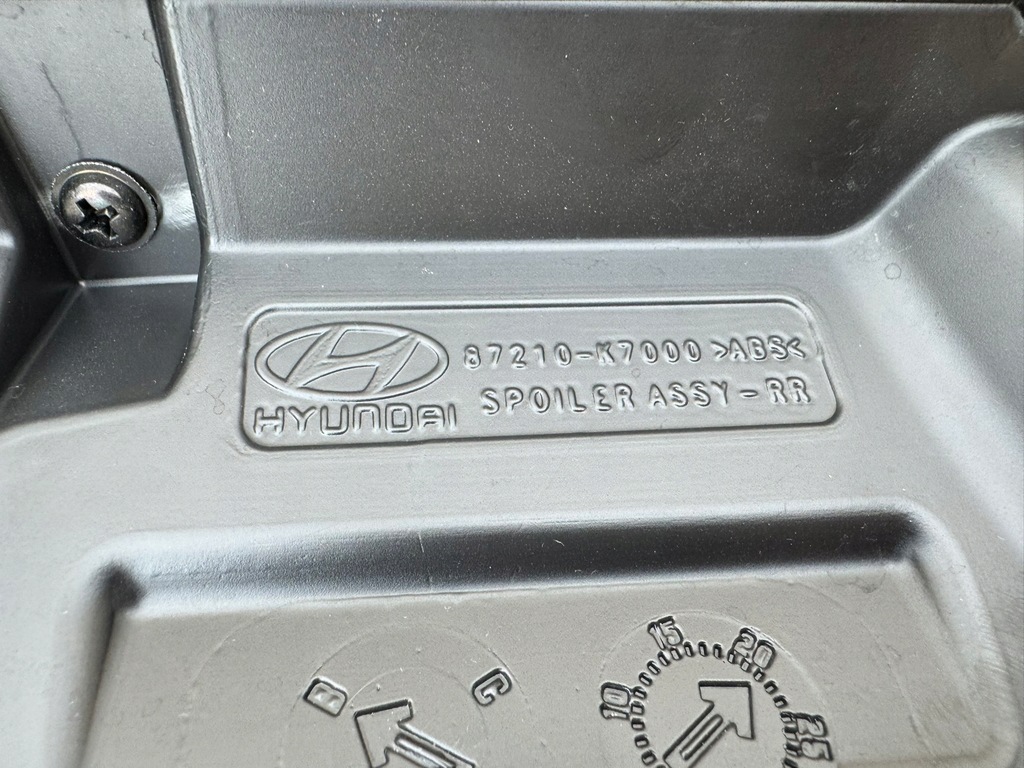 87210-K7000 >ABS<
HYUNDAI SPOILER ASSY-RR
B C
10 15 20 25